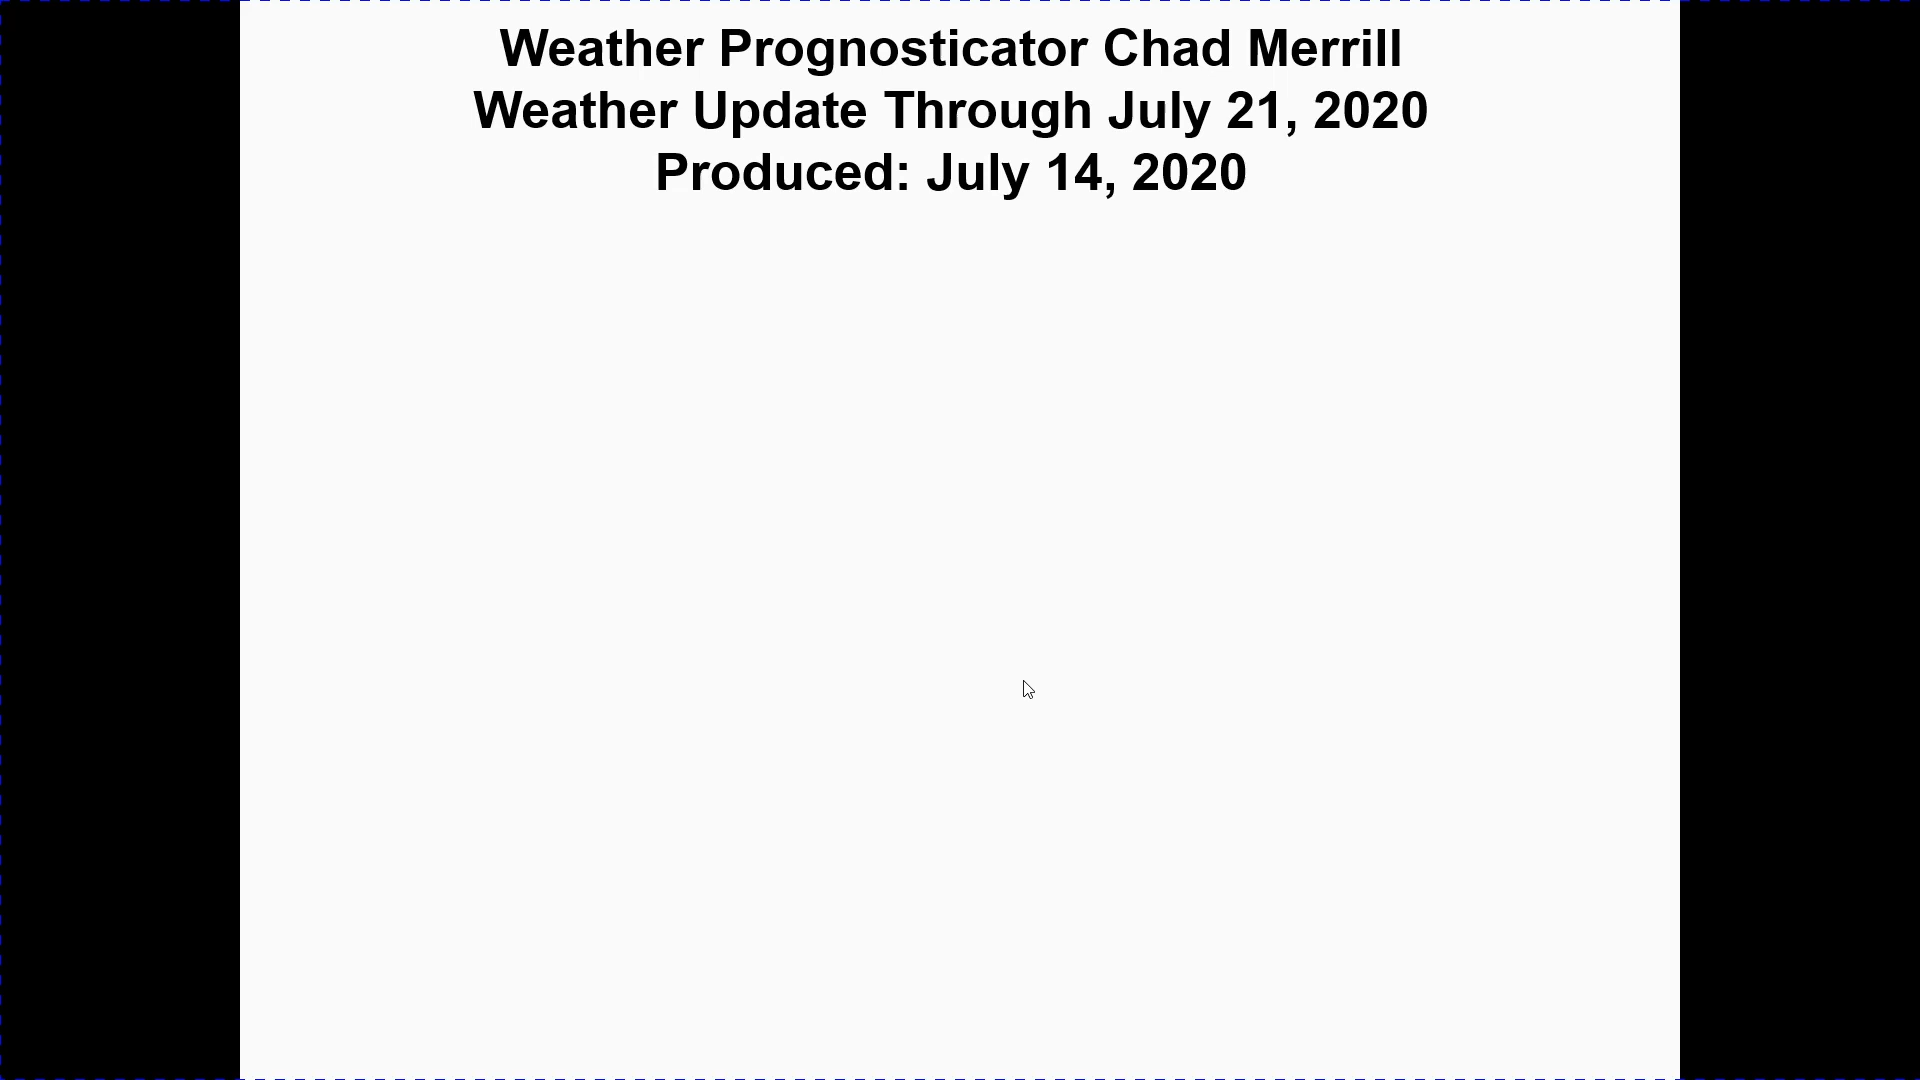 Weather Prognosticator Chad Merrill
Weather Update Through July 21, 2020
Produced: July 14, 2020